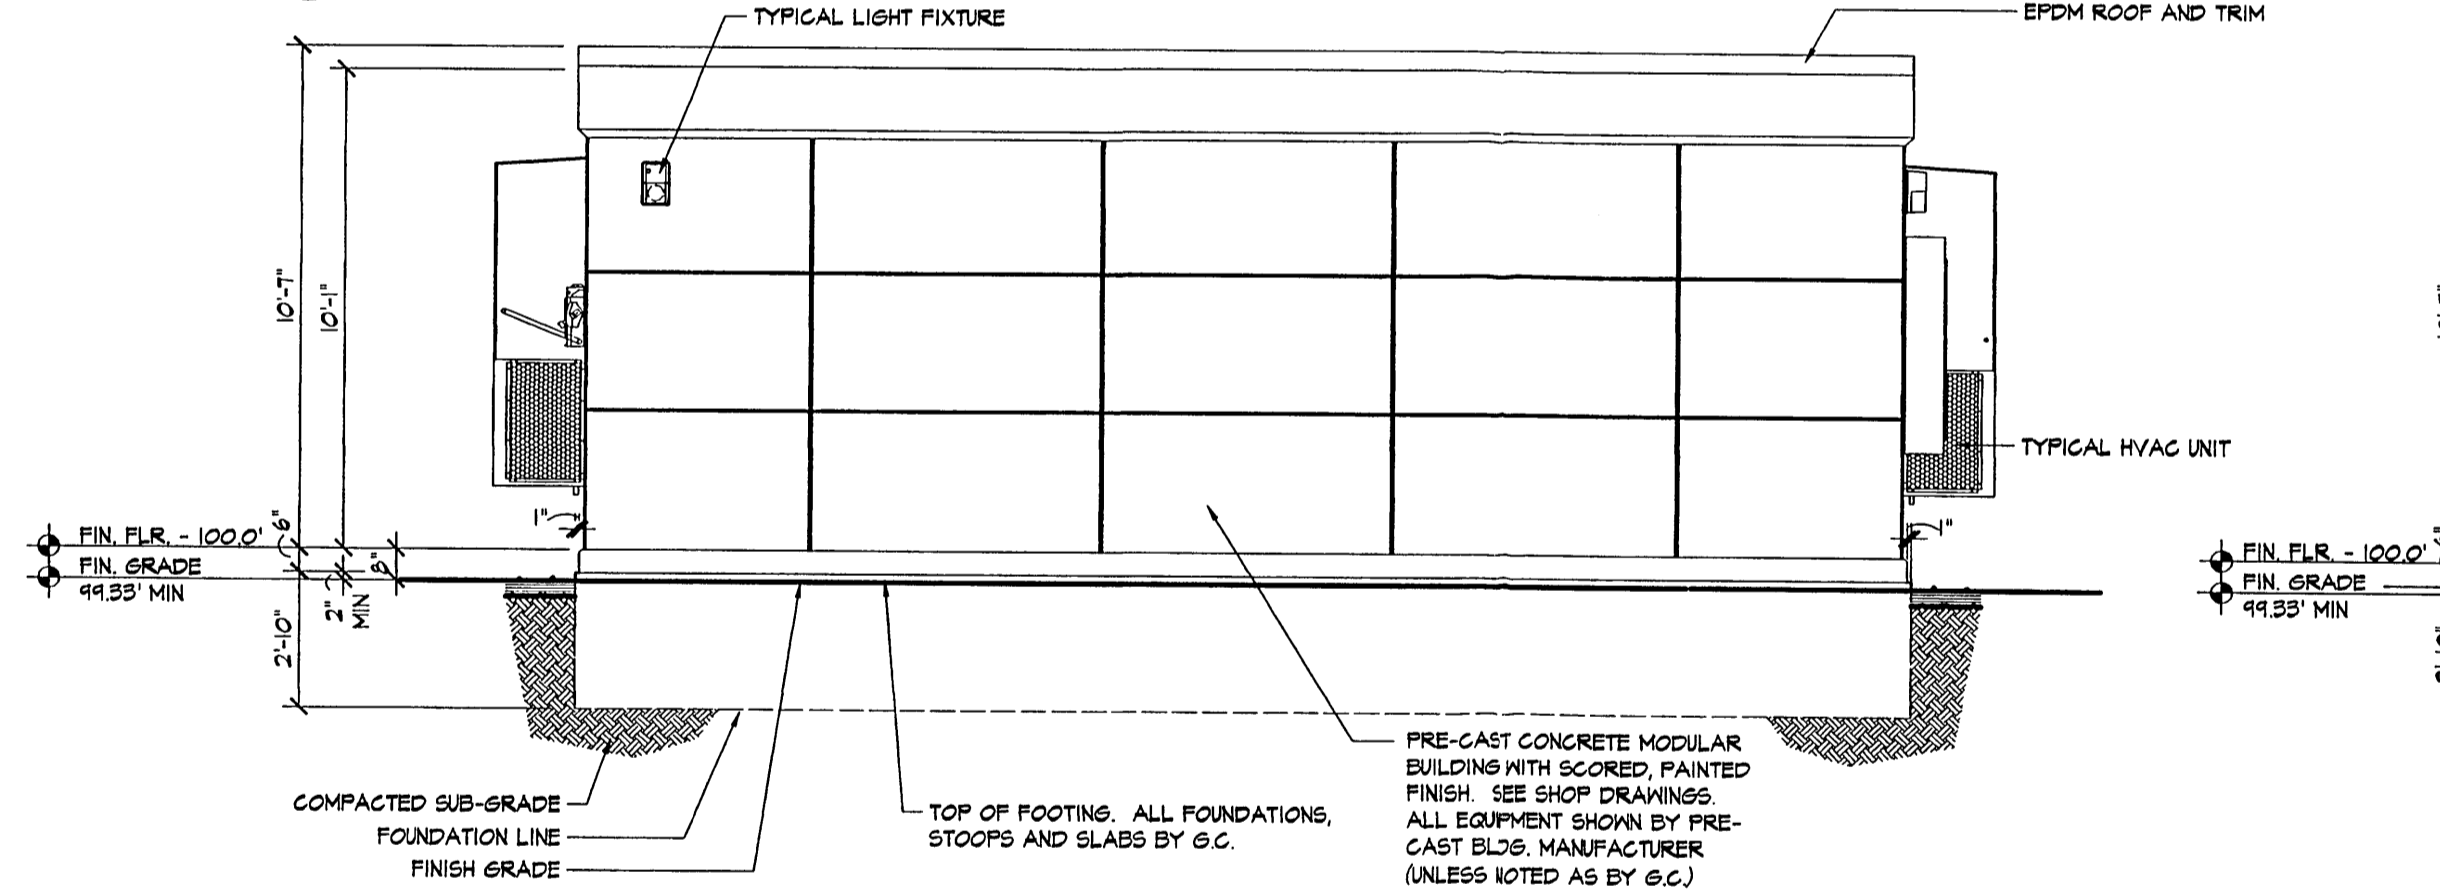 TYPICAL LIGHT FIXTURE
EPDM ROOF AND TRIM
10'-7"
10'-1"
TYPICAL HVAC UNIT
1"
1"
FIN. FLR. - 100.0'
6"
FIN. GRADE
99.33' MIN
8"
2"
MIN
2'-10"
FIN. FLR. - 100.0'
FIN. GRADE
99.33' MIN
COMPACTED SUB-GRADE
FOUNDATION LINE
FINISH GRADE
TOP OF FOOTING. ALL FOUNDATIONS,
STOOPS AND SLABS BY G.C.
PRE-CAST CONCRETE MODULAR
BUILDING WITH SCORED, PAINTED
FINISH. SEE SHOP DRAWINGS.
ALL EQUIPMENT SHOWN BY PRE-
CAST BLDG. MANUFACTURER
(UNLESS NOTED AS BY G.C.)